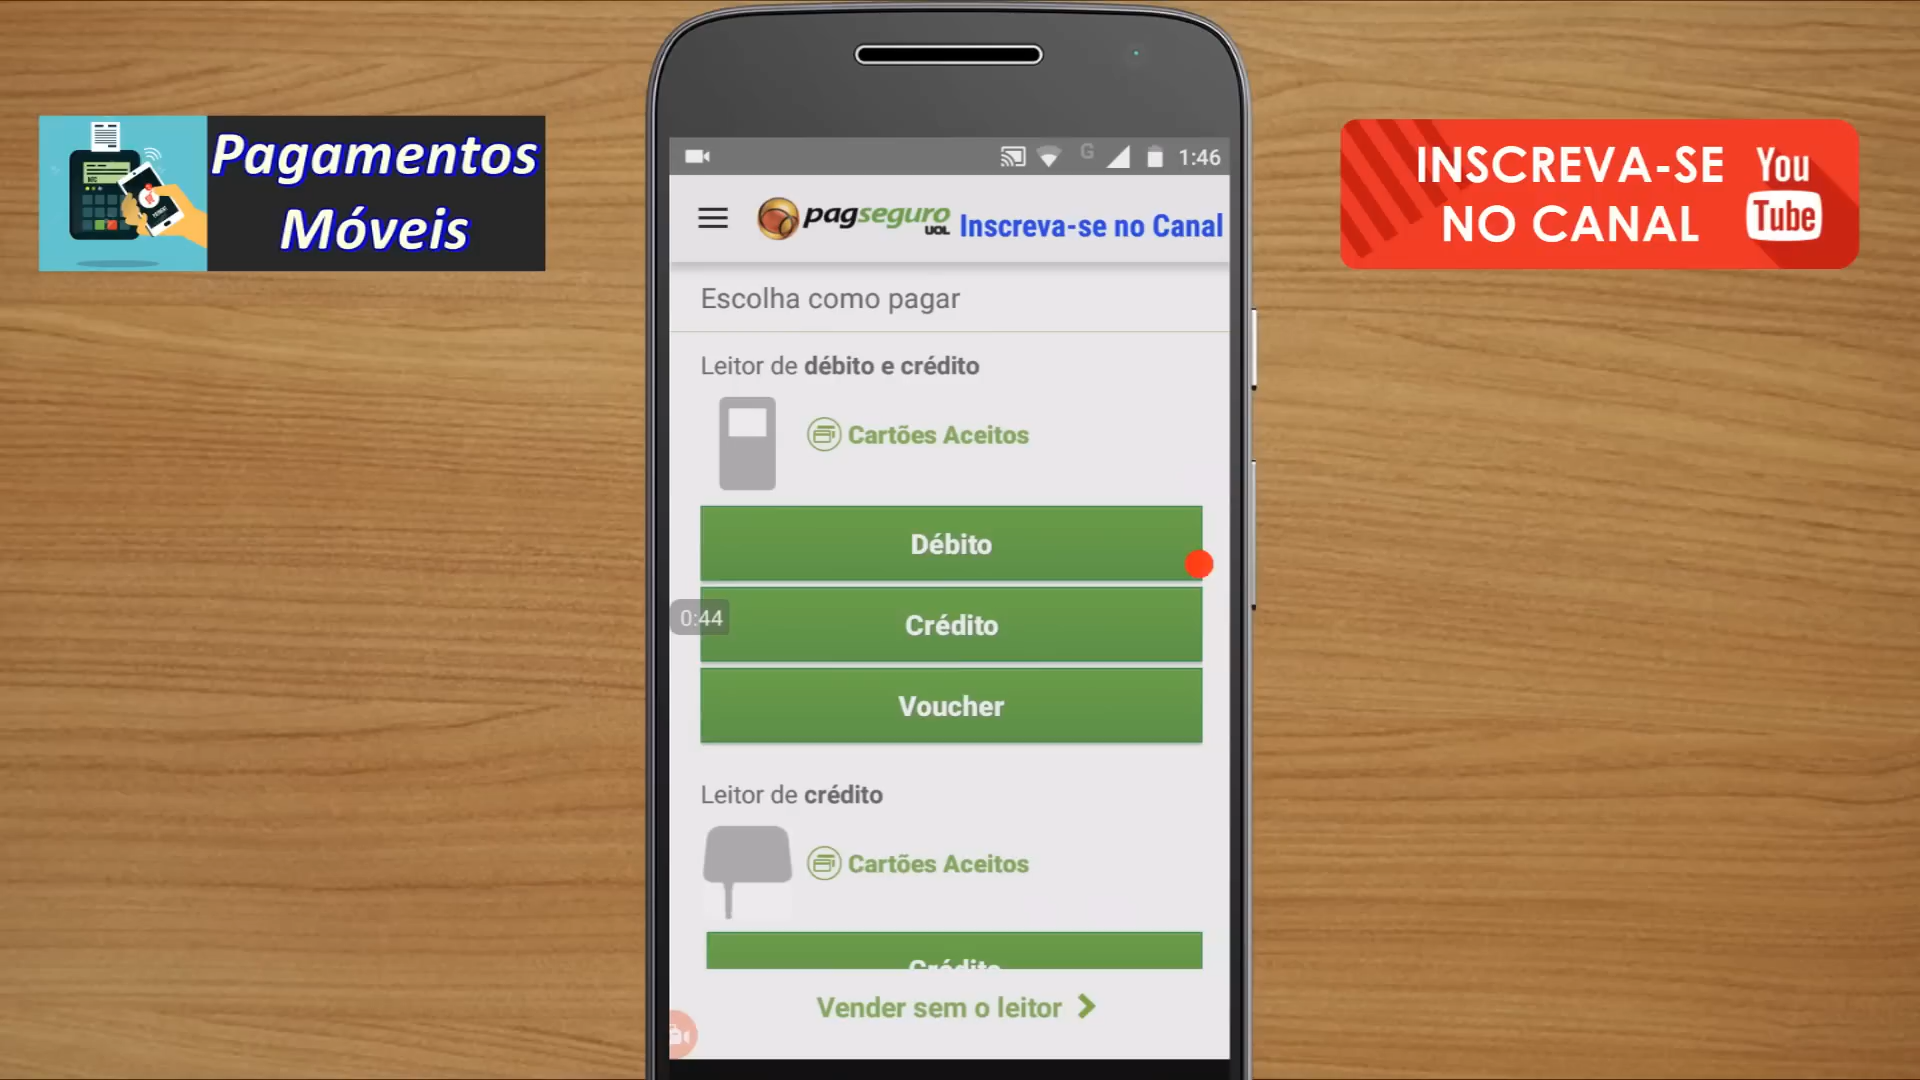 Pagamentos
Móveis
INSCREVA-SE
NO CANAL
You
Tube
G
1:46
pagseguro
UOL
Inscreva-se no Canal
Escolha como pagar
Leitor de débito e crédito
Cartões Aceitos
Débito
0:44
Crédito
Voucher
Leitor de crédito
Cartões Aceitos
Crédito
Vender sem o leitor